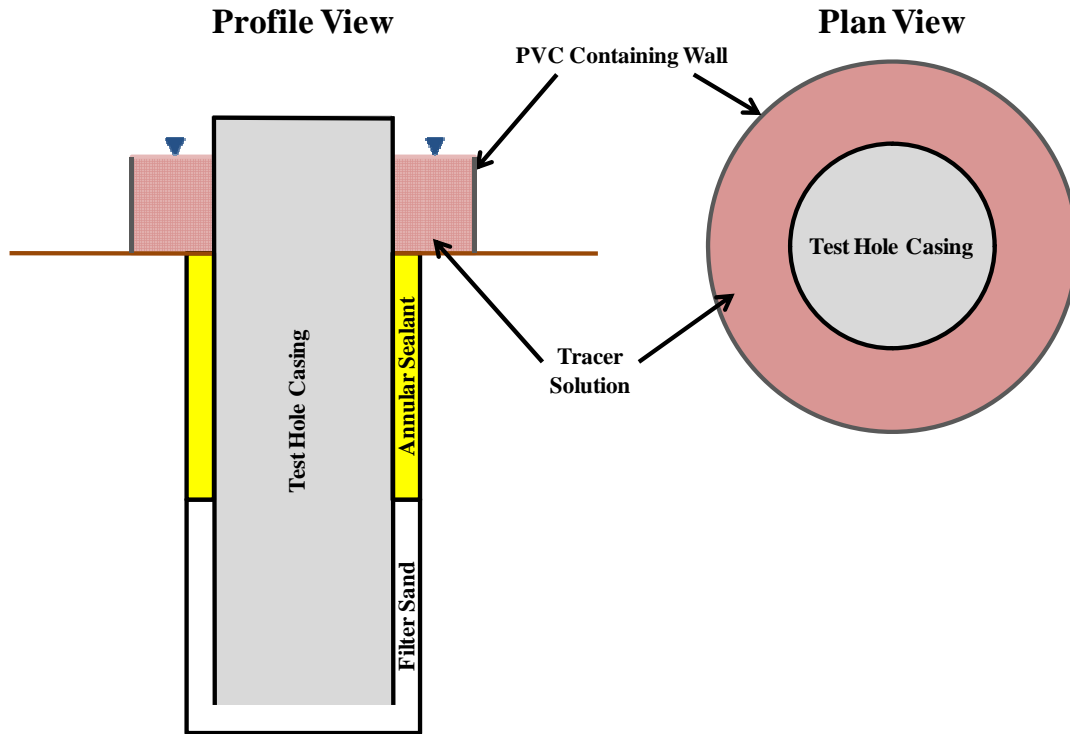 Profile View
Plan View
PVC Containing Wall
Test Hole Casing
Annular Sealant
Filter Sand
Tracer
Solution
Test Hole Casing